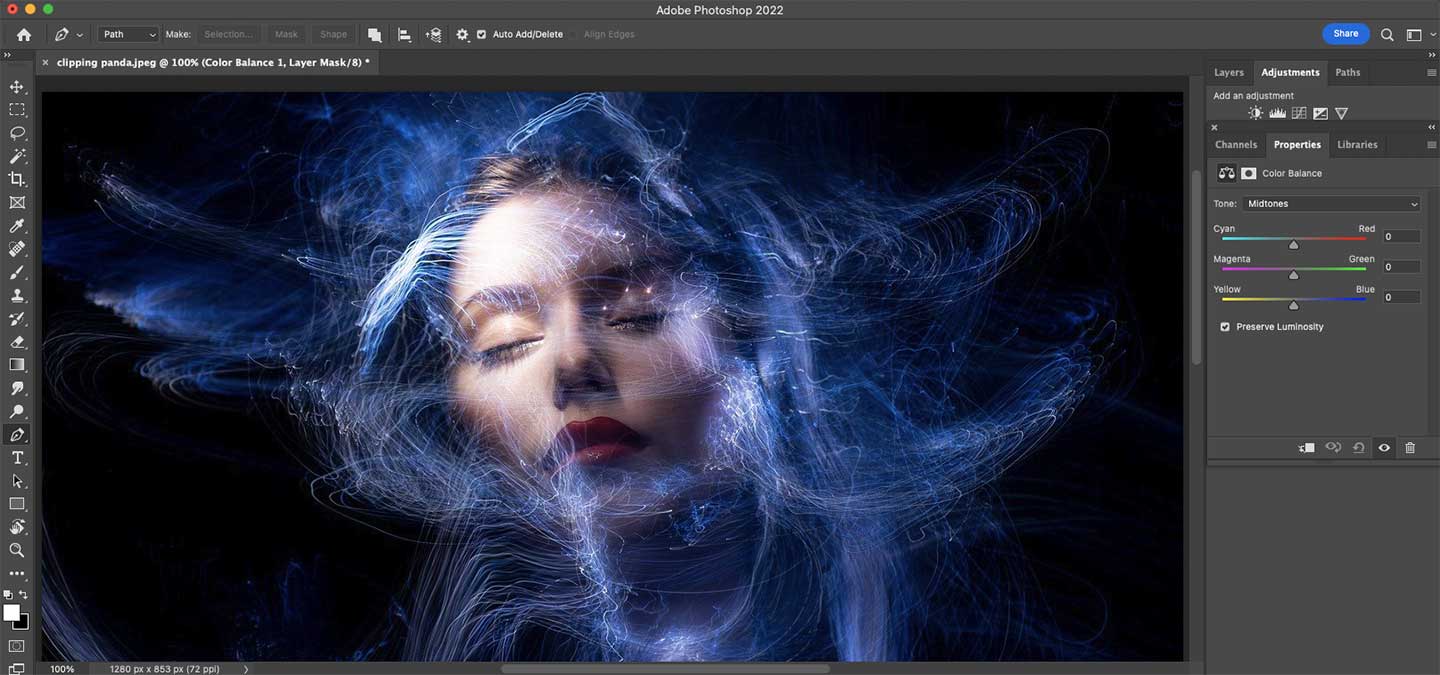 Adobe Photoshop 2022
Path Make: Selection... Mask Shape Auto Add/Delete Align Edges Share
clipping panda.jpeg @ 100% (Color Balance 1, Layer Mask/8) *
Layers Adjustments Paths
Add an adjustment
Channels Properties Libraries
Color Balance
Tone: Midtones
Cyan Red 0
Magenta Green 0
Yellow Blue 0
Preserve Luminosity
100% 1280 px x 853 px (72 ppi)